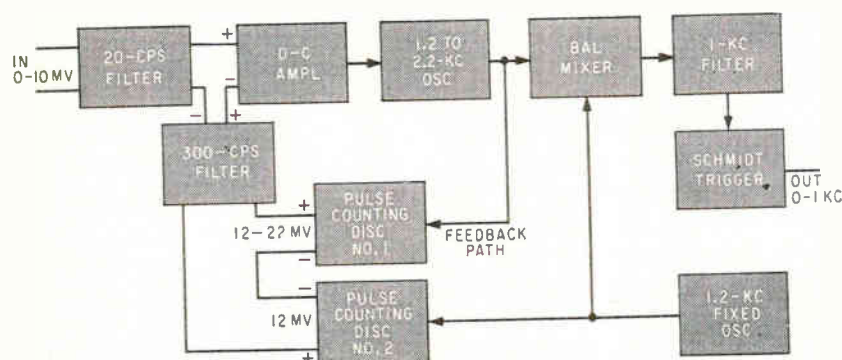 IN
0-10 MV
20-CPS
FILTER
+
-
D-C
AMPL
1.2 TO
2.2-KC
OSC
BAL
MIXER
1-KC
FILTER
-
+
300-CPS
FILTER
SCHMIDT
TRIGGER
OUT
0-1 KC
+
12-22 MV
-
PULSE
COUNTING
DISC
NO. 1
FEEDBACK
PATH
-
12 MV
+
PULSE
COUNTING
DISC
NO. 2
1.2-KC
FIXED
OSC